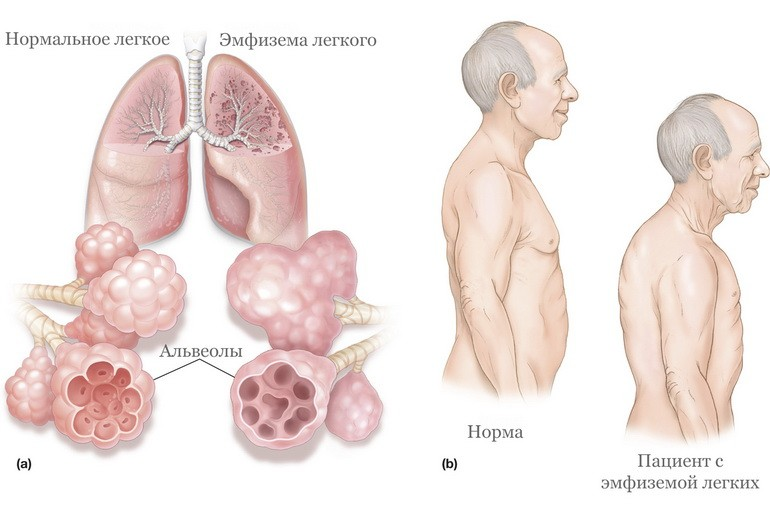 Нормальное легкое
Эмфизема легкого
Альвеолы
(a)
Норма
(b)
Пациент с
эмфиземой легких